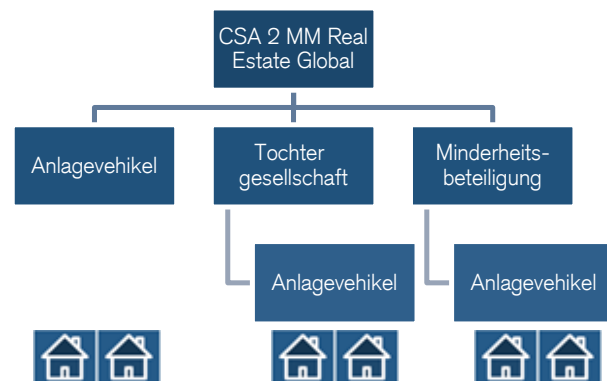 CSA 2 MM Real
Estate Global
Anlagevehikel
Tochter
gesellschaft
Minderheits-
beteiligung
Anlagevehikel
Anlagevehikel